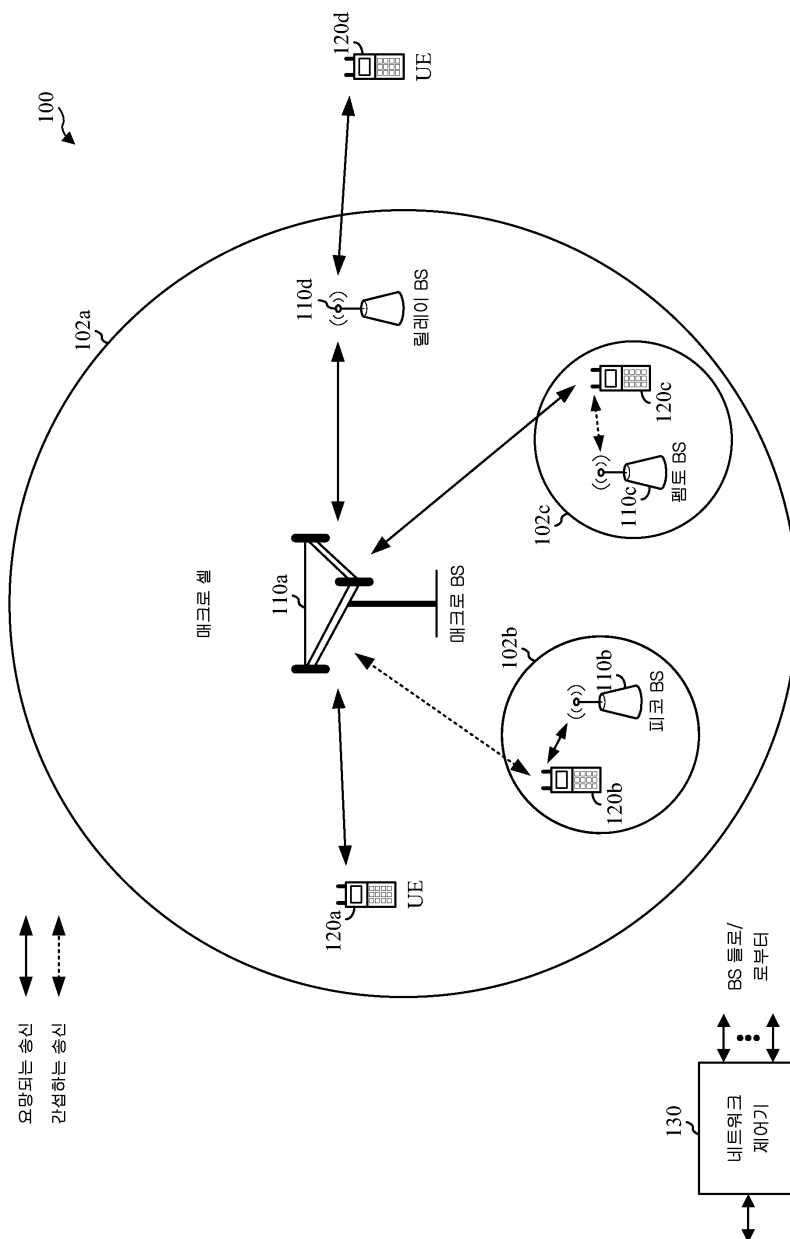 100
102a
매크로 셀
110a
매크로 BS
110d
릴레이 BS
120d
UE
120a
UE
102b
110b
피코 BS
120b
102c
110c
펨토 BS
120c
요망되는 송신
간섭하는 송신
130
네트워크
제어기
BS 들로/
로부터